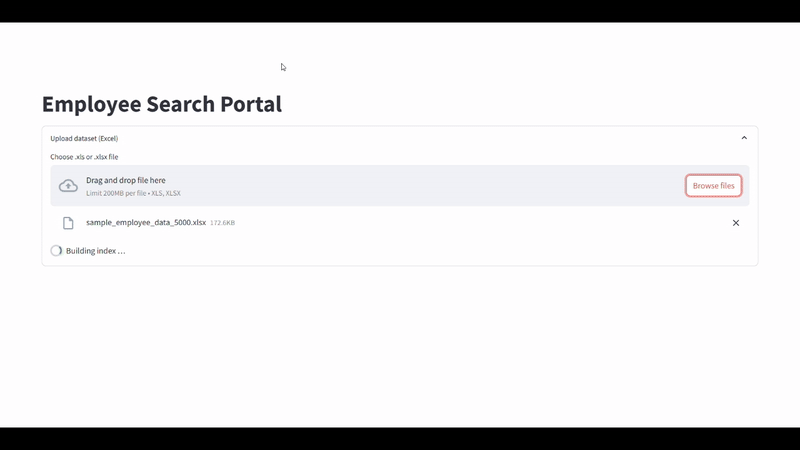 Employee Search Portal
Upload dataset (Excel)
Choose .xls or .xlsx file
Drag and drop file here
Limit 200MB per file • XLS, XLSX
Browse files
sample_employee_data_5000.xlsx 172.6KB
Building index ...